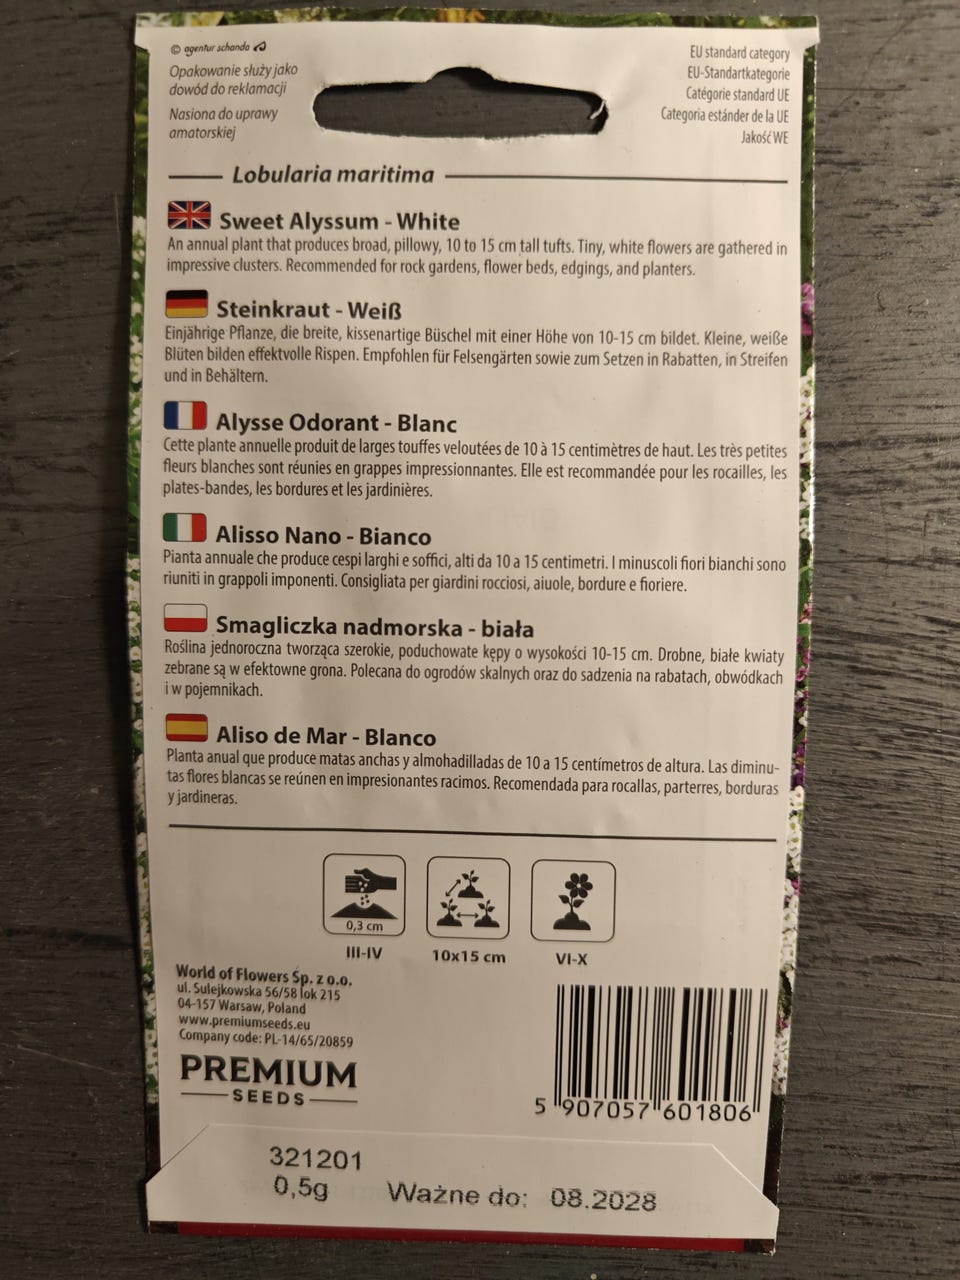 © agentur schanda
Opakowanie służy jako
dowód do reklamacji
Nasiona do uprawy
amatorskiej
EU standard category
EU-Standartkategorie
Catégorie standard UE
Categoria estánder de la UE
Jakość WE
Lobularia maritima
Sweet Alyssum - White
An annual plant that produces broad, pillowy, 10 to 15 cm tall tufts. Tiny, white flowers are gathered in
impressive clusters. Recommended for rock gardens, flower beds, edgings, and planters.
Steinkraut - Weiß
Einjährige Pflanze, die breite, kissenartige Büschel mit einer Höhe von 10-15 cm bildet. Kleine, weiße
Blüten bilden effektvolle Rispen. Empfohlen für Felsengärten sowie zum Setzen in Rabatten, in Streifen
und in Behältern.
Alysse Odorant - Blanc
Cette plante annuelle produit de larges touffes veloutées de 10 à 15 centimètres de haut. Les très petites
fleurs blanches sont réunies en grappes impressionnantes. Elle est recommandée pour les rocailles, les
plates-bandes, les bordures et les jardinières.
Alisso Nano - Bianco
Pianta annuale che produce cespi larghi e soffici, alti da 10 a 15 centimetri. I minuscoli fiori bianchi sono
riuniti in grappoli imponenti. Consigliata per giardini rocciosi, aiuole, bordure e fioriere.
Smagliczka nadmorska - biała
Roślina jednoroczna tworząca szerokie, poduchowate kępy o wysokości 10-15 cm. Drobne, białe kwiaty
zebrane są w efektowne grona. Polecana do ogrodów skalnych oraz do sadzenia na rabatach, obwódkach
i w pojemnikach.
Aliso de Mar - Blanco
Planta anual que produce matas anchas y almohadilladas de 10 a 15 centímetros de altura. Las diminu-
tas flores blancas se reúnen en impresionantes racimos. Recomendada para rocallas, parterres, borduras
y jardineras.
0,3 cm
III-IV
10x15 cm
VI-X
World of Flowers Sp. z o.o.
ul. Sulejkowska 56/58 lok 215
04-157 Warsaw, Poland
www.premiumseeds.eu
Company code: PL-14/65/20859
PREMIUM
SEEDS
5 907057 601806
321201
0,5g
Ważne do: 08.2028